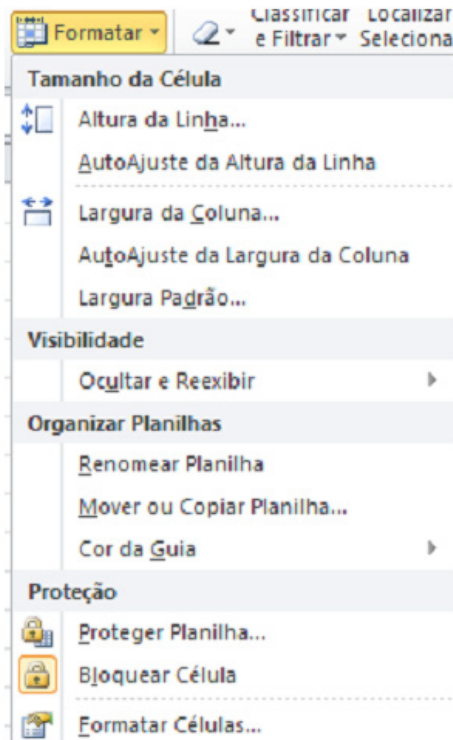 Formatar
Classificar Localizar
e Filtrar Seleciona
Tamanho da Célula
Altura da Linha...
AutoAjuste da Altura da Linha
Largura da Coluna...
AutoAjuste da Largura da Coluna
Largura Padrão...
Visibilidade
Ocultar e Reexibir
Organizar Planilhas
Renomear Planilha
Mover ou Copiar Planilha...
Cor da Guia
Proteção
Proteger Planilha...
Bloquear Célula
Formatar Células...